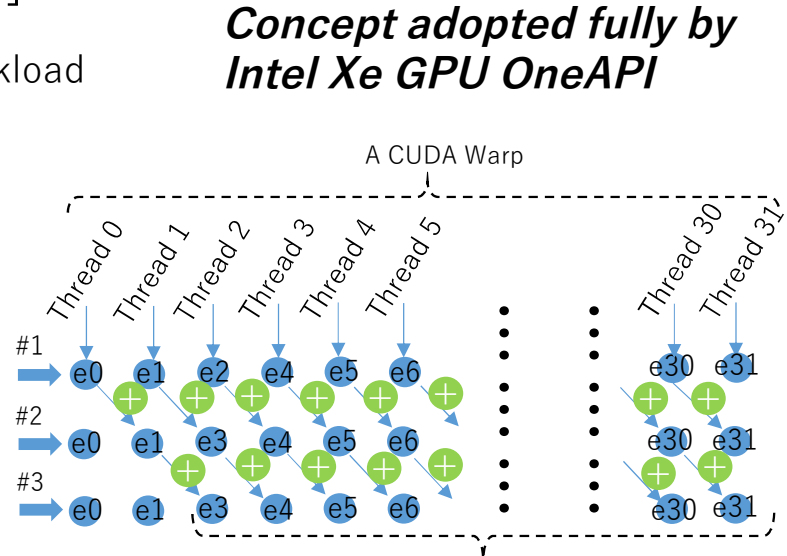 ]
Concept adopted fully by
kload
Intel Xe GPU OneAPI
A CUDA Warp
Thread 0 Thread 1 Thread 2 Thread 3 Thread 4 Thread 5 Thread 30 Thread 31
#1
e0 e1 e2 e4 e5 e6 e30 e31
+ + + + + + + +
#2
e0 e1 e3 e4 e5 e6 e30 e31
+ + + + + + +
#3
e0 e1 e3 e4 e5 e6 e30 e31